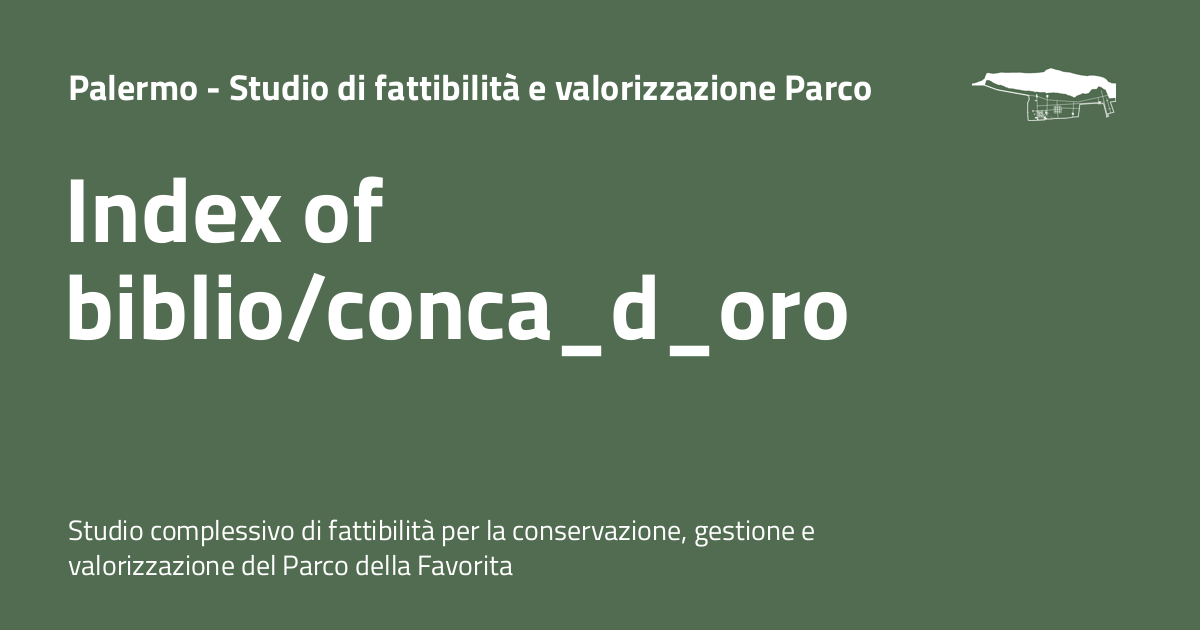 Palermo - Studio di fattibilità e valorizzazione Parco
Index of
biblio/conca_d_oro
Studio complessivo di fattibilità per la conservazione, gestione e
valorizzazione del Parco della Favorita